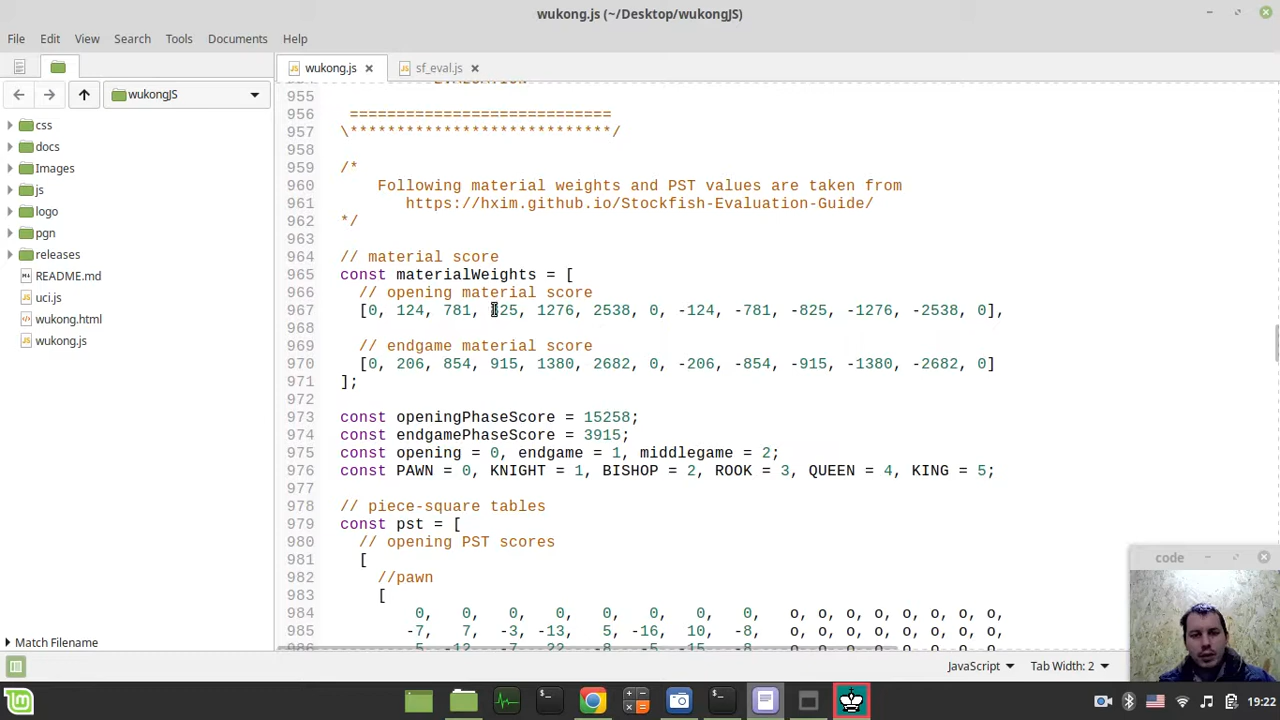 wukong.js (~/Desktop/wukongJS)
File Edit View Search Tools Documents Help
wukong.js
sf_eval.js
wukongJS
css
docs
Images
js
logo
pgn
releases
README.md
uci.js
wukong.html
wukong.js
Match Filename
955
956 ============================
957 \****************************/
958
959 /*
960 Following material weights and PST values are taken from
961 https://hxim.github.io/Stockfish-Evaluation-Guide/
962 */
963
964 // material score
965 const materialWeights = [
966 // opening material score
967 [0, 124, 781, 825, 1276, 2538, 0, -124, -781, -825, -1276, -2538, 0],
968
969 // endgame material score
970 [0, 206, 854, 915, 1380, 2682, 0, -206, -854, -915, -1380, -2682, 0]
971 ];
972
973 const openingPhaseScore = 15258;
974 const endgamePhaseScore = 3915;
975 const opening = 0, endgame = 1, middlegame = 2;
976 const PAWN = 0, KNIGHT = 1, BISHOP = 2, ROOK = 3, QUEEN = 4, KING = 5;
977
978 // piece-square tables
979 const pst = [
980 // opening PST scores
981 [
982 //pawn
983 [
984 0, 0, 0, 0, 0, 0, 0, 0, o, o, o, o, o, o, o, o,
985 -7, 7, -3, -13, 5, -16, 10, -8, o, o, o, o, o, o, o, o,
code
JavaScript
Tab Width: 2
19:22